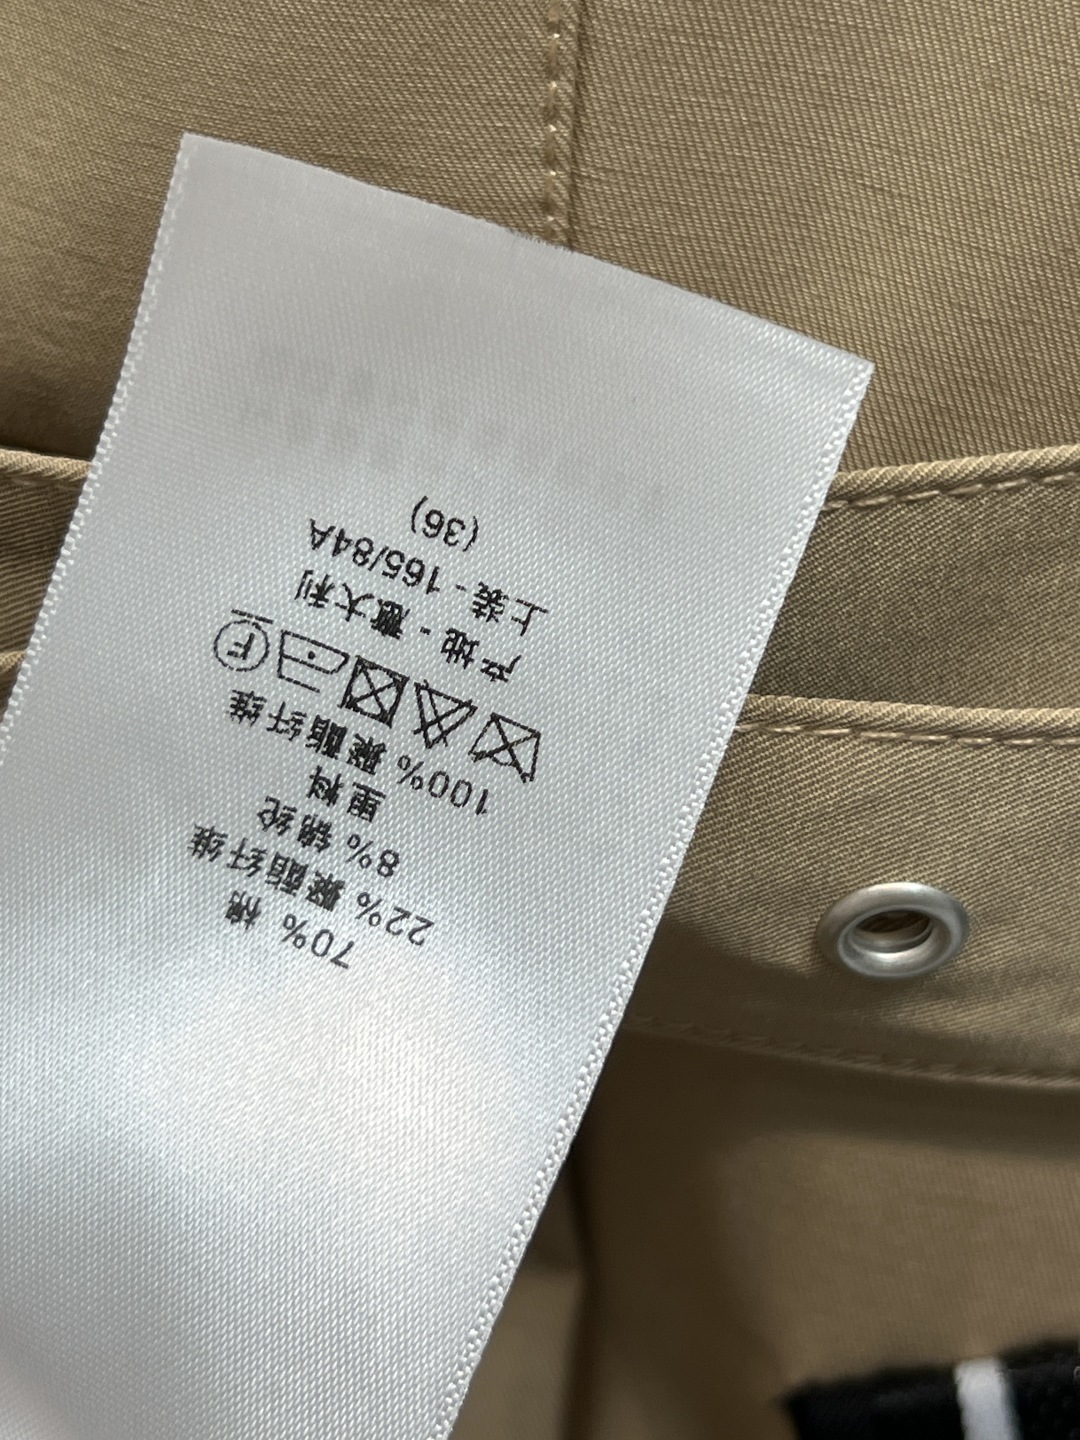 70% 棉
22% 聚酯纤维
8% 锦纶
里料
100% 聚酯纤维
F
产地 - 意大利
上装 - 165/84A
(36)